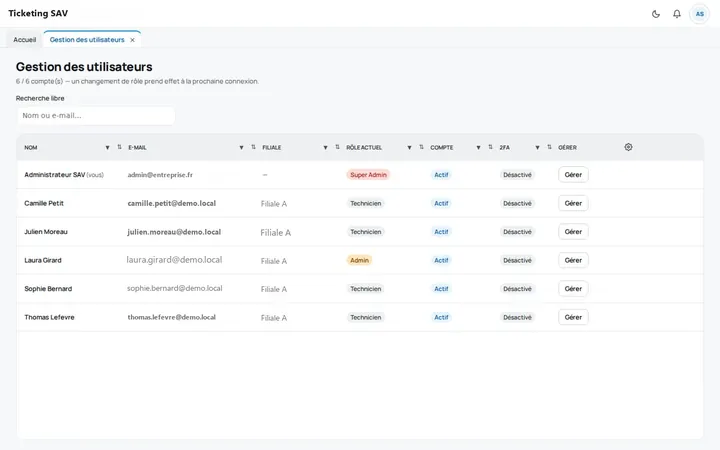 Ticketing SAV
AS
Accueil
Gestion des utilisateurs ×
Gestion des utilisateurs
6 / 6 compte(s) — un changement de rôle prend effet à la prochaine connexion.
Recherche libre
Nom ou e-mail...
NOM E-MAIL FILIALE RÔLE ACTUEL COMPTE 2FA GÉRER
Administrateur SAV (vous) admin@entreprise.fr — Super Admin Actif Désactivé Gérer
Camille Petit camille.petit@demo.local Filiale A Technicien Actif Désactivé Gérer
Julien Moreau julien.moreau@demo.local Filiale A Technicien Actif Désactivé Gérer
Laura Girard laura.girard@demo.local Filiale A Admin Actif Désactivé Gérer
Sophie Bernard sophie.bernard@demo.local Filiale A Technicien Actif Désactivé Gérer
Thomas Lefevre thomas.lefevre@demo.local Filiale A Technicien Actif Désactivé Gérer